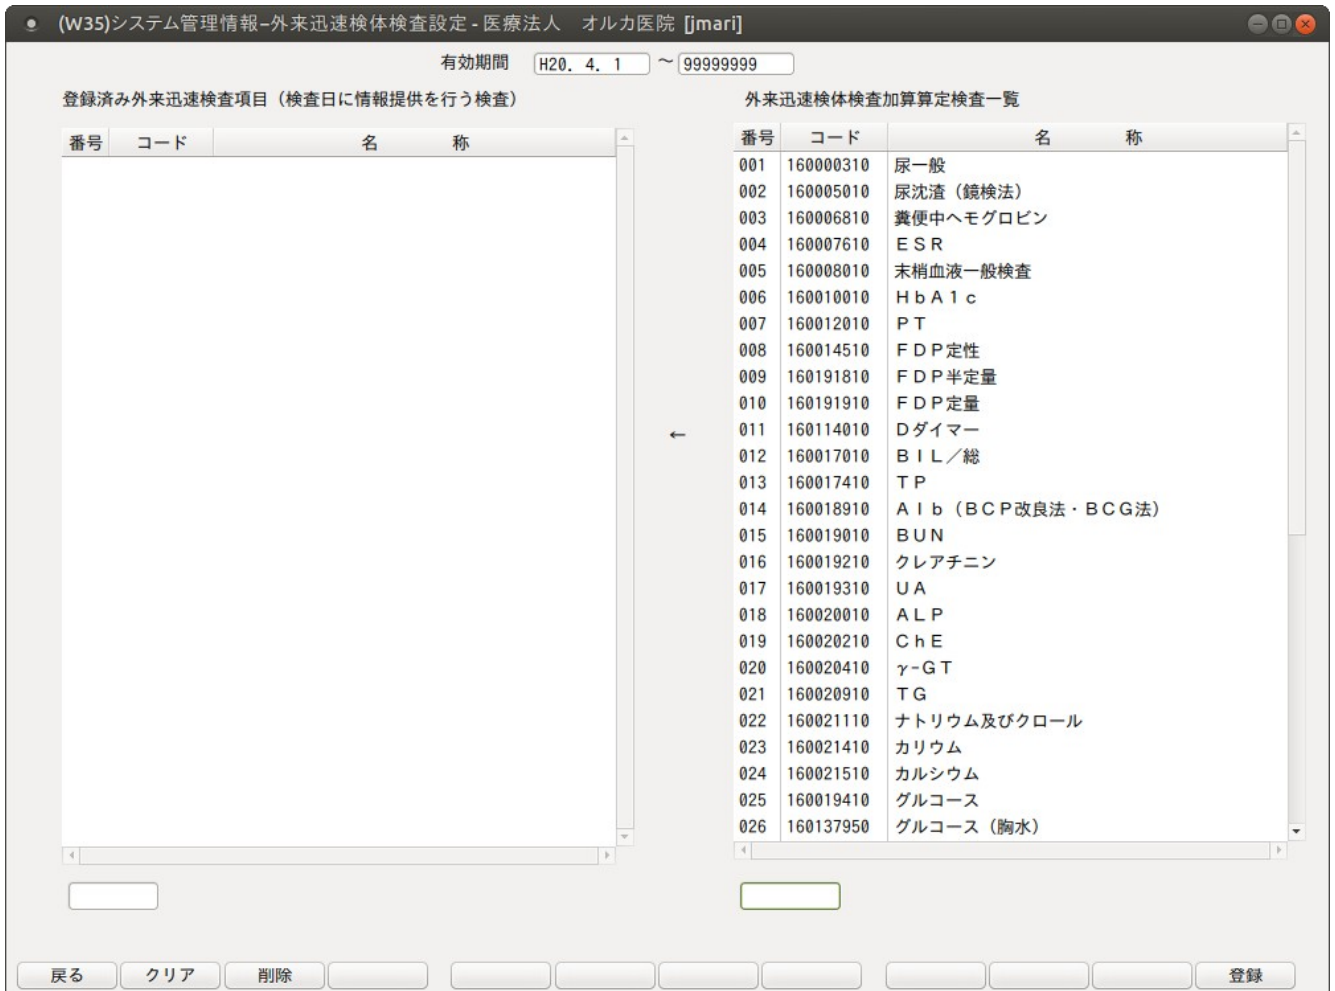 (W35)システム管理情報–外来迅速検体検査設定 - 医療法人　オルカ医院 [jmari]
有効期間 H20. 4. 1 ～ 99999999
登録済み外来迅速検査項目（検査日に情報提供を行う検査）
番号 コード 名　　　称
←
外来迅速検体検査加算算定検査一覧
番号 コード 名　　　称
001 160000310 尿一般
002 160005010 尿沈渣（鏡検法）
003 160006810 糞便中ヘモグロビン
004 160007610 ＥＳＲ
005 160008010 末梢血液一般検査
006 160010010 ＨｂＡ１ｃ
007 160012010 ＰＴ
008 160014510 ＦＤＰ定性
009 160191810 ＦＤＰ半定量
010 160191910 ＦＤＰ定量
011 160114010 Ｄダイマー
012 160017010 ＢＩＬ／総
013 160017410 ＴＰ
014 160018910 Ａｌｂ（ＢＣＰ改良法・ＢＣＧ法）
015 160019010 ＢＵＮ
016 160019210 クレアチニン
017 160019310 ＵＡ
018 160020010 ＡＬＰ
019 160020210 ＣｈＥ
020 160020410 γ-ＧＴ
021 160020910 ＴＧ
022 160021110 ナトリウム及びクロール
023 160021410 カリウム
024 160021510 カルシウム
025 160019410 グルコース
026 160137950 グルコース（胸水）
戻る クリア 削除 登録